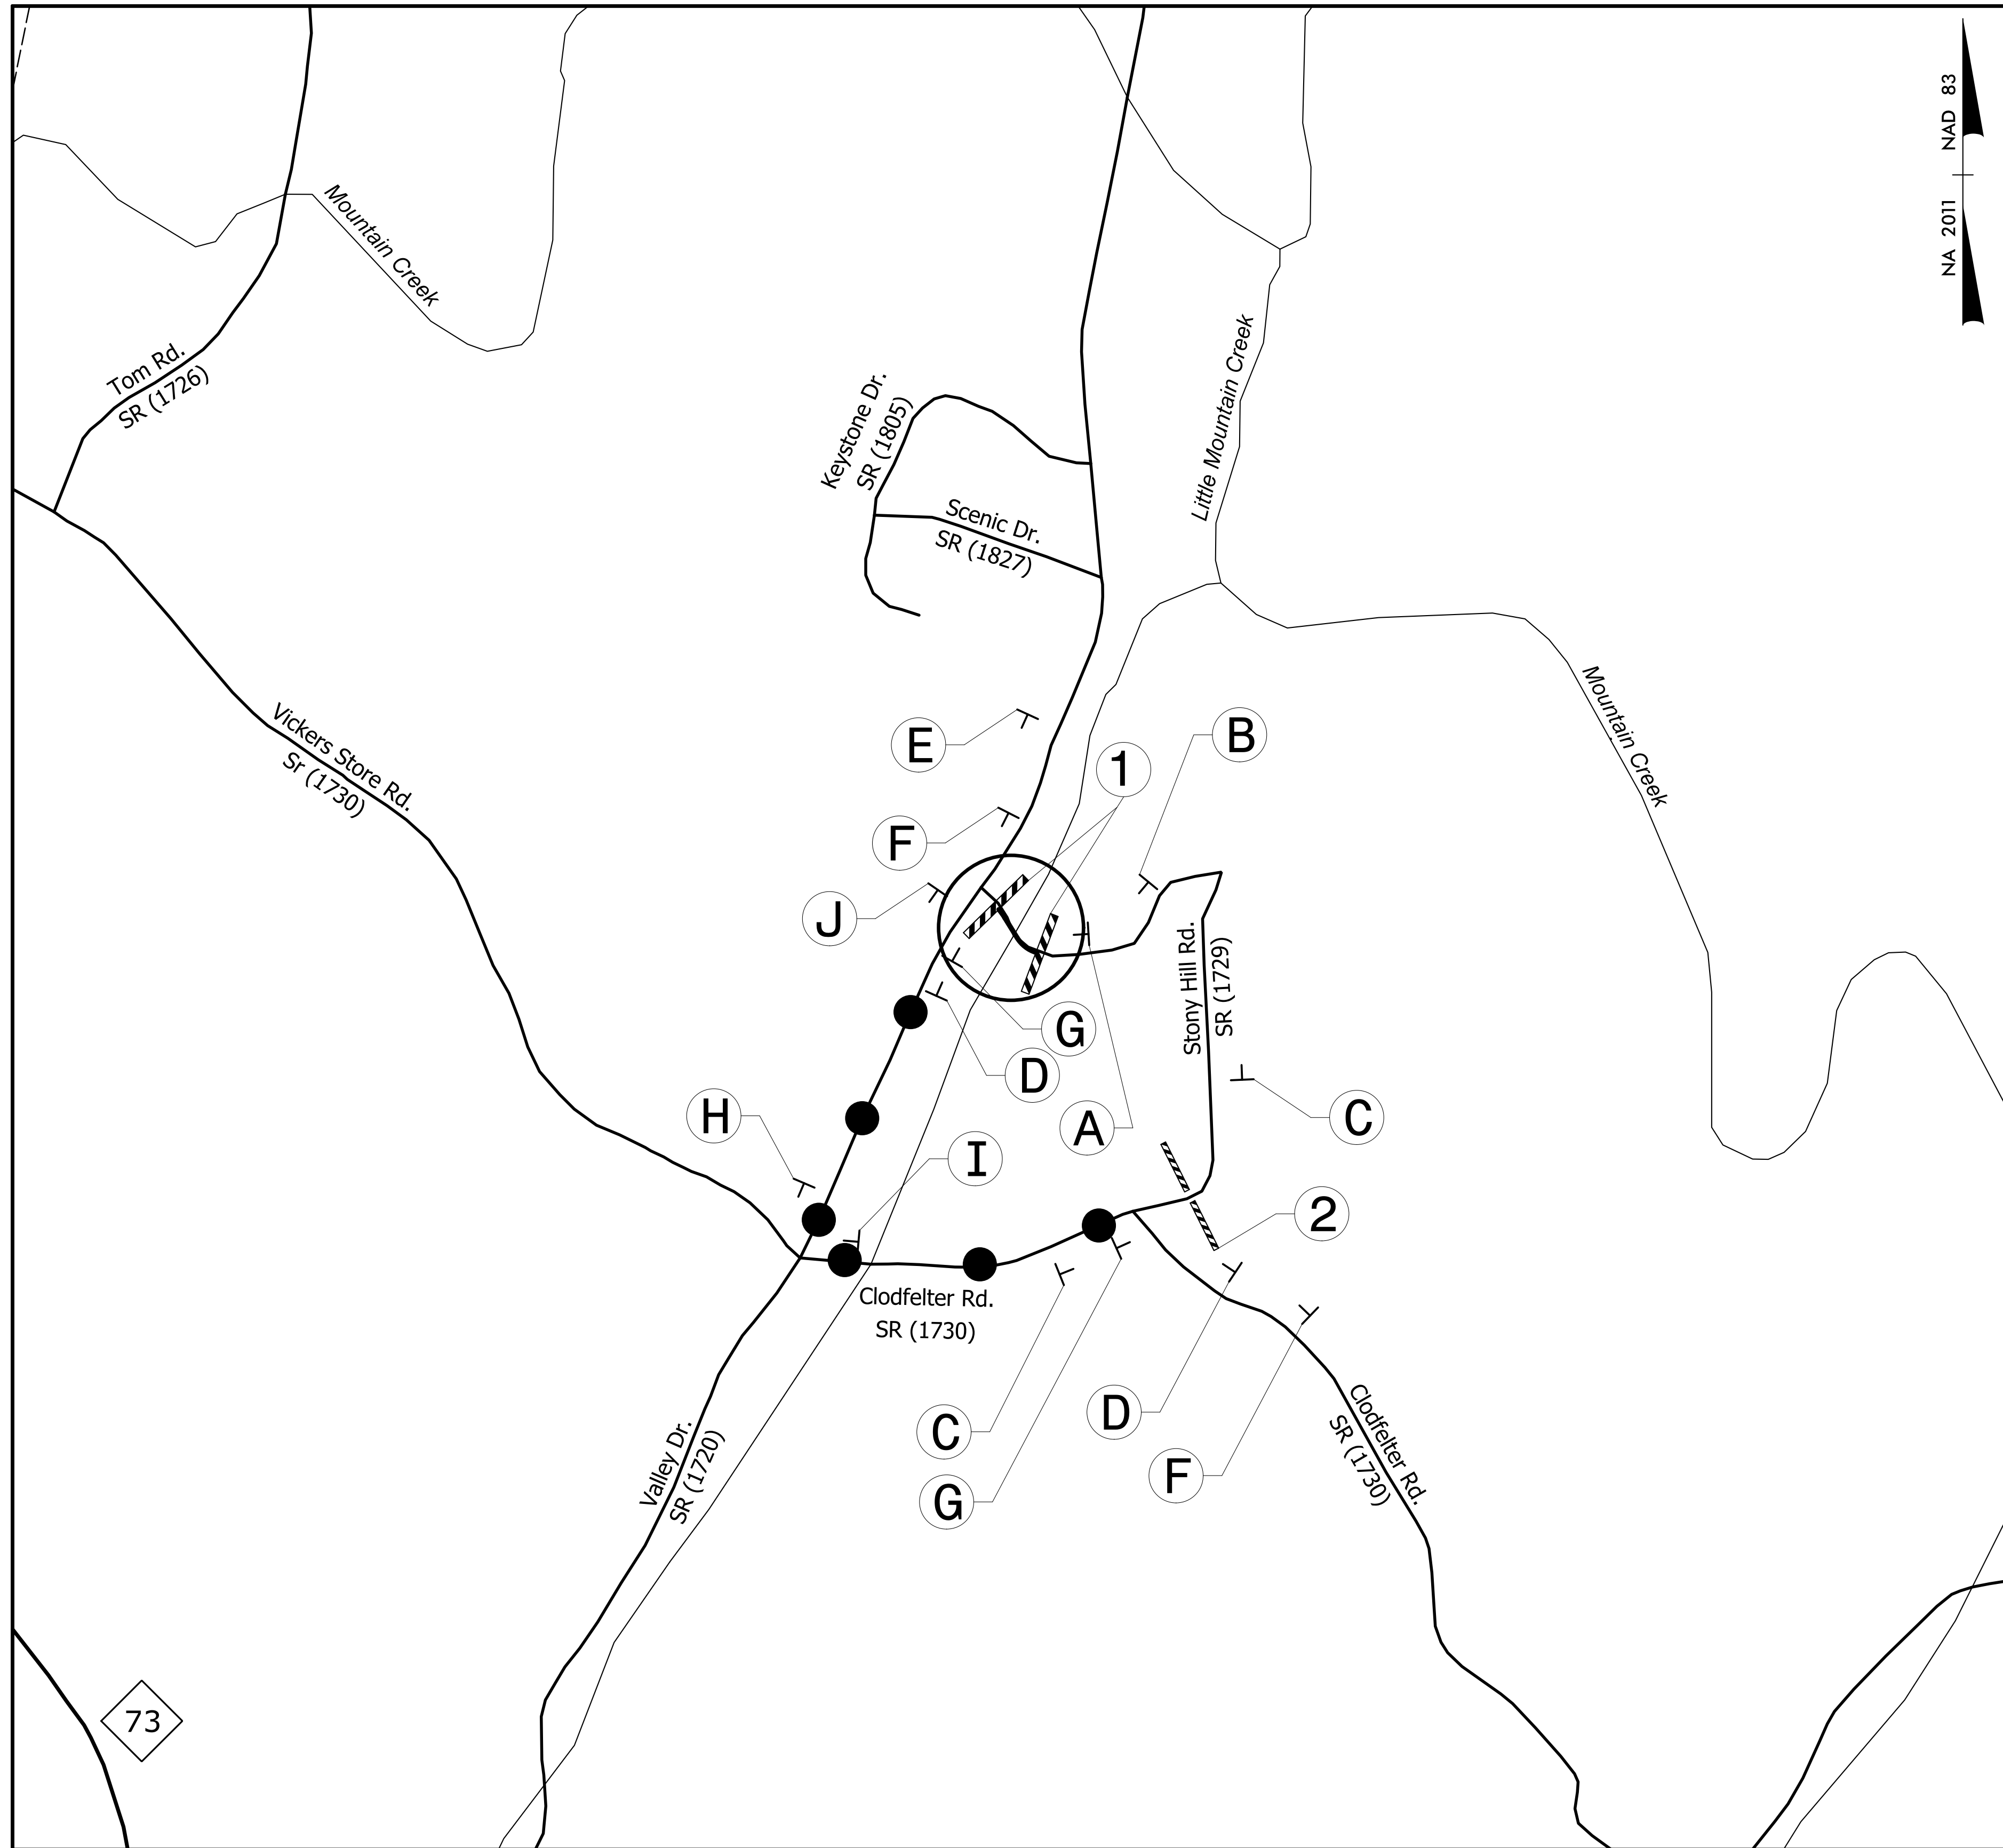 NAD 83
NA 2011
Mountain Creek
Tom Rd.
SR (1726)
Little Mountain Creek
Keystone Dr.
SR (1805)
Scenic Dr.
SR (1827)
Mountain Creek
Vickers Store Rd.
Sr (1730)
E
B
1
F
J
Stony Hill Rd.
SR (1729)
G
D
H
A
C
I
2
Clodfelter Rd.
SR (1730)
C
D
G
F
Clodfelter Rd.
SR (1730)
Valley Dr.
SR (1720)
73